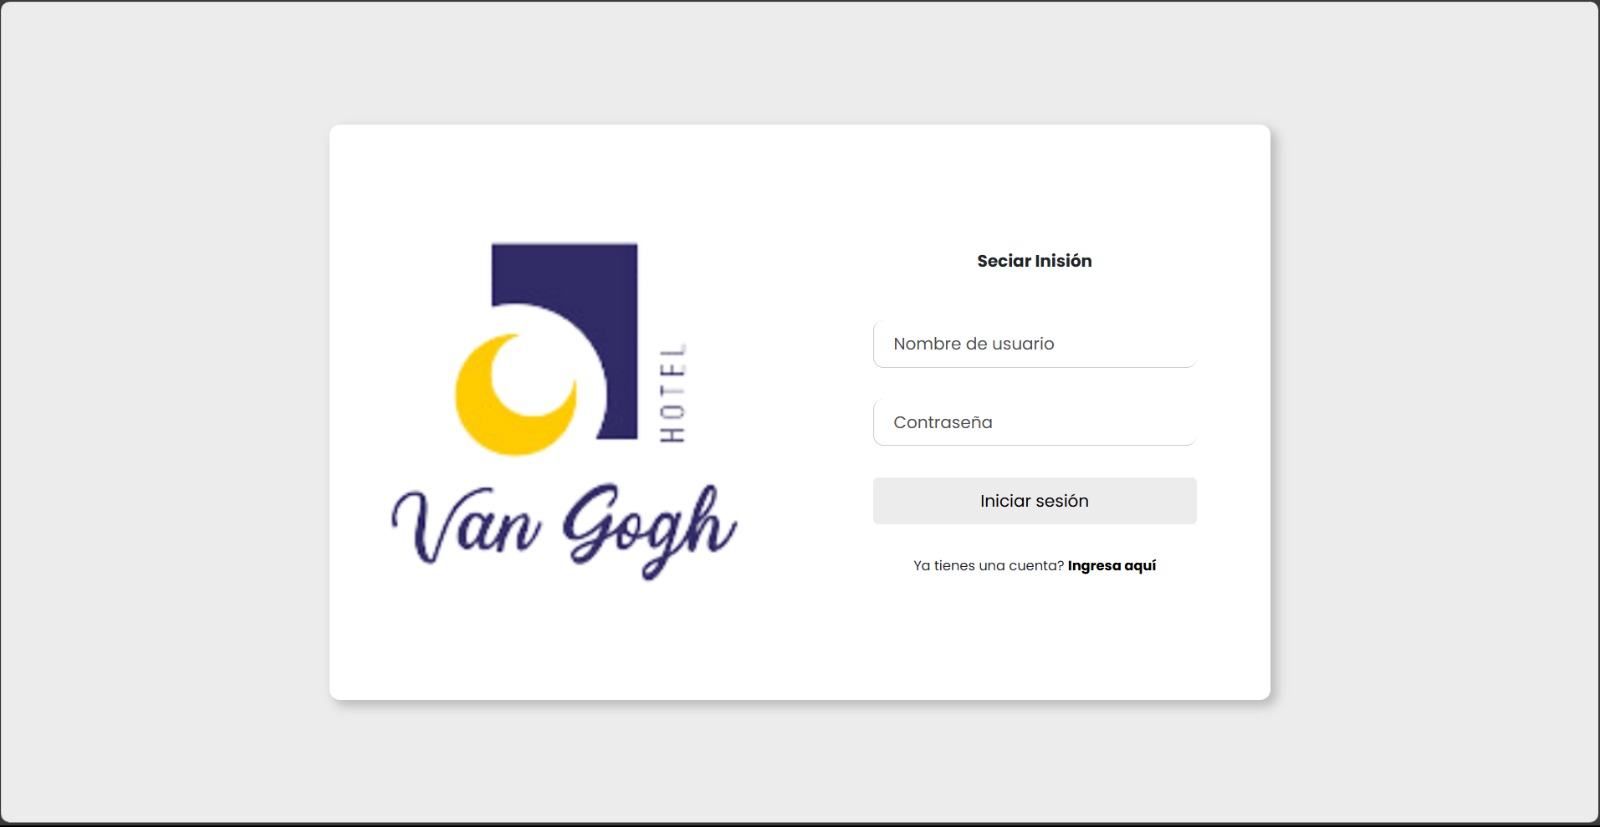 HOTEL
Van Gogh
Seciar Inisión
Nombre de usuario
Contraseña
Iniciar sesión
Ya tienes una cuenta? Ingresa aquí